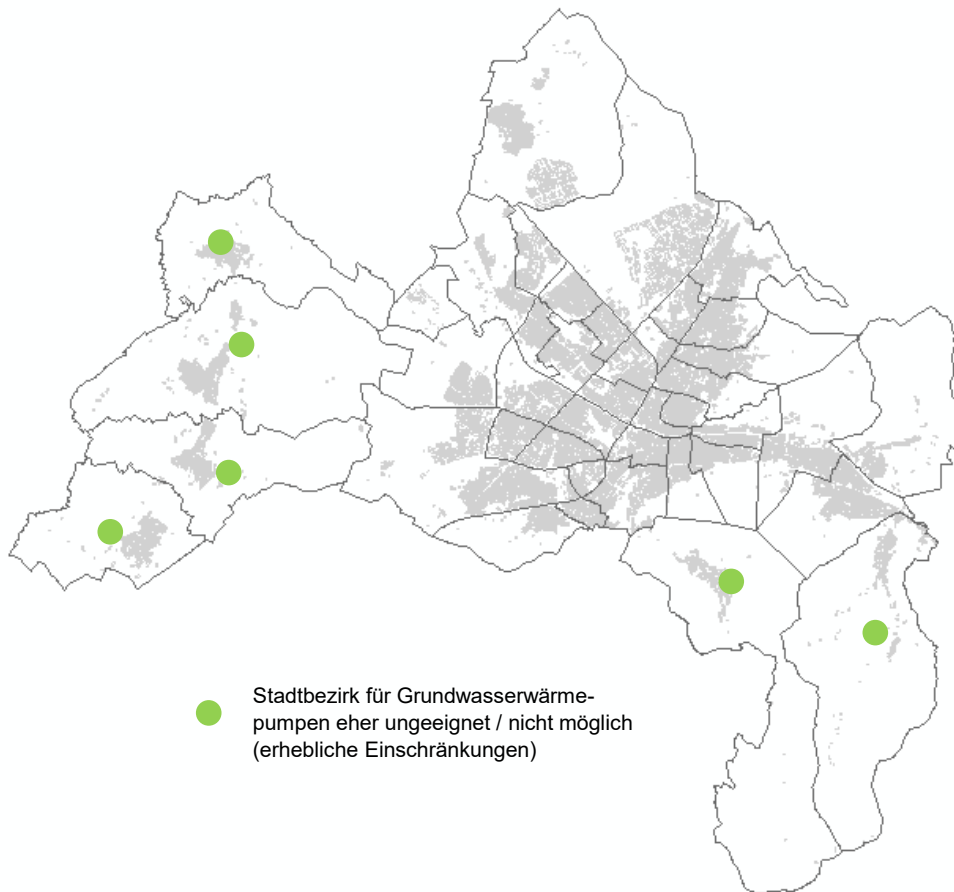 Stadtbezirk für Grundwasserwärme-
pumpen eher ungeeignet / nicht möglich
(erhebliche Einschränkungen)